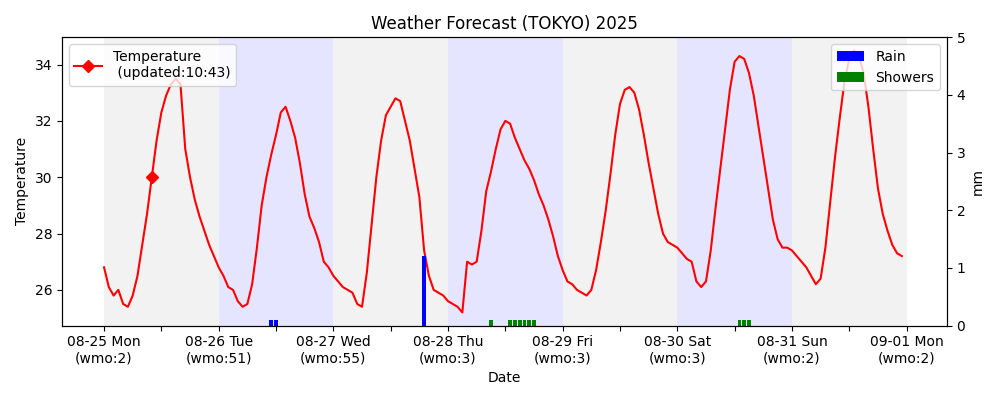 Weather Forecast (TOKYO) 2025
Temperature
(updated:10:43)
Rain
Showers
34
32
30
28
26
Temperature
5
4
3
2
1
0
mm
08-25 Mon
(wmo:2)
08-26 Tue
(wmo:51)
08-27 Wed
(wmo:55)
08-28 Thu
(wmo:3)
08-29 Fri
(wmo:3)
08-30 Sat
(wmo:3)
08-31 Sun
(wmo:2)
09-01 Mon
(wmo:2)
Date